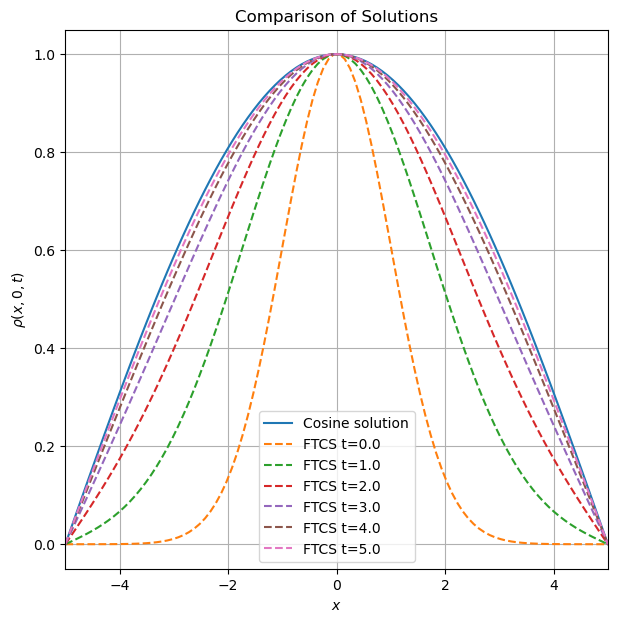 Comparison of Solutions
1.0
0.8
0.6
0.4
0.2
0.0
ρ(x, 0, t)
Cosine solution
FTCS t=0.0
FTCS t=1.0
FTCS t=2.0
FTCS t=3.0
FTCS t=4.0
FTCS t=5.0
−4 −2 0 2 4
x